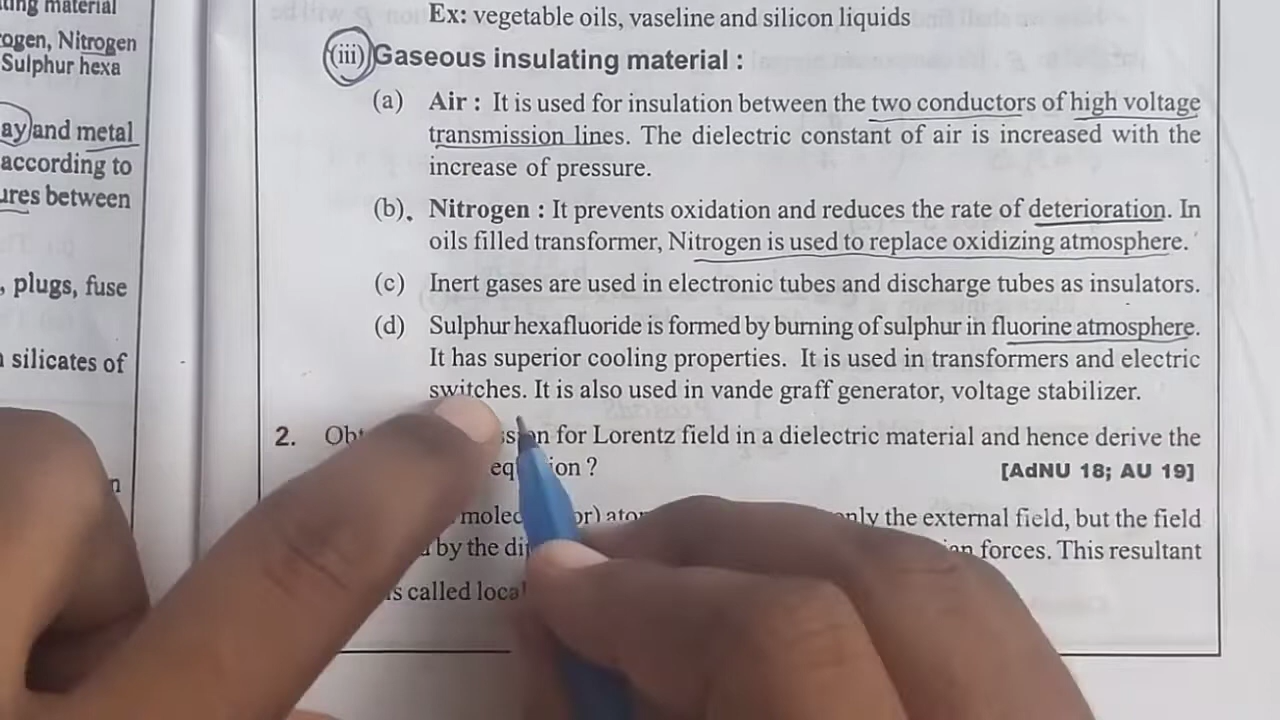 ting material
ogen, Nitrogen
Sulphur hexa
ay and metal
according to
ures between
, plugs, fuse
silicates of
Ex: vegetable oils, vaseline and silicon liquids
(iii) Gaseous insulating material :
(a) Air : It is used for insulation between the two conductors of high voltage
transmission lines. The dielectric constant of air is increased with the
increase of pressure.
(b). Nitrogen : It prevents oxidation and reduces the rate of deterioration. In
oils filled transformer, Nitrogen is used to replace oxidizing atmosphere.
(c) Inert gases are used in electronic tubes and discharge tubes as insulators.
(d) Sulphur hexafluoride is formed by burning of sulphur in fluorine atmosphere.
It has superior cooling properties. It is used in transformers and electric
switches. It is also used in vande graff generator, voltage stabilizer.
2. for Lorentz field in a dielectric material and hence derive the
? [AdNU 18; AU 19]
the external field, but the field
by the forces. This resultant
called